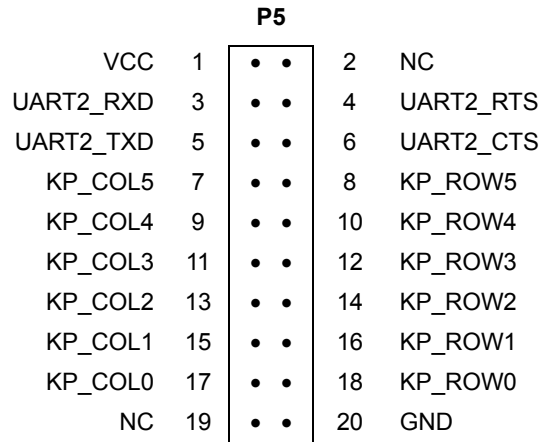 P5
VCC 1 2 NC
UART2_RXD 3 4 UART2_RTS
UART2_TXD 5 6 UART2_CTS
KP_COL5 7 8 KP_ROW5
KP_COL4 9 10 KP_ROW4
KP_COL3 11 12 KP_ROW3
KP_COL2 13 14 KP_ROW2
KP_COL1 15 16 KP_ROW1
KP_COL0 17 18 KP_ROW0
NC 19 20 GND